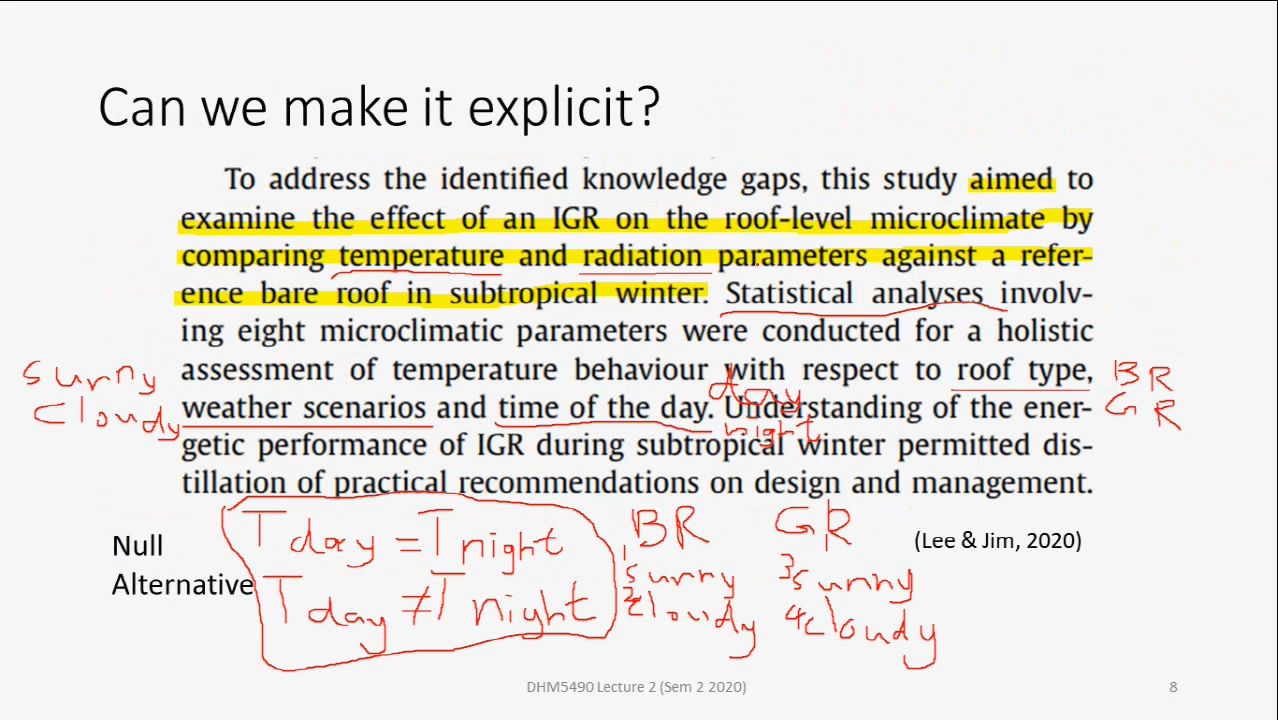 Can we make it explicit?
To address the identified knowledge gaps, this study aimed to
examine the effect of an IGR on the roof-level microclimate by
comparing temperature and radiation parameters against a refer-
ence bare roof in subtropical winter. Statistical analyses involv-
ing eight microclimatic parameters were conducted for a holistic
assessment of temperature behaviour with respect to roof type,
weather scenarios and time of the day. Understanding of the ener-
getic performance of IGR during subtropical winter permitted dis-
tillation of practical recommendations on design and management.
sunny
cloudy
day
night
BR
GR
Null
Alternative
T day = T night
T day ≠ T night
BR
1 sunny
2 cloudy
GR
3 sunny
4 cloudy
(Lee & Jim, 2020)
DHM5490 Lecture 2 (Sem 2 2020)
8